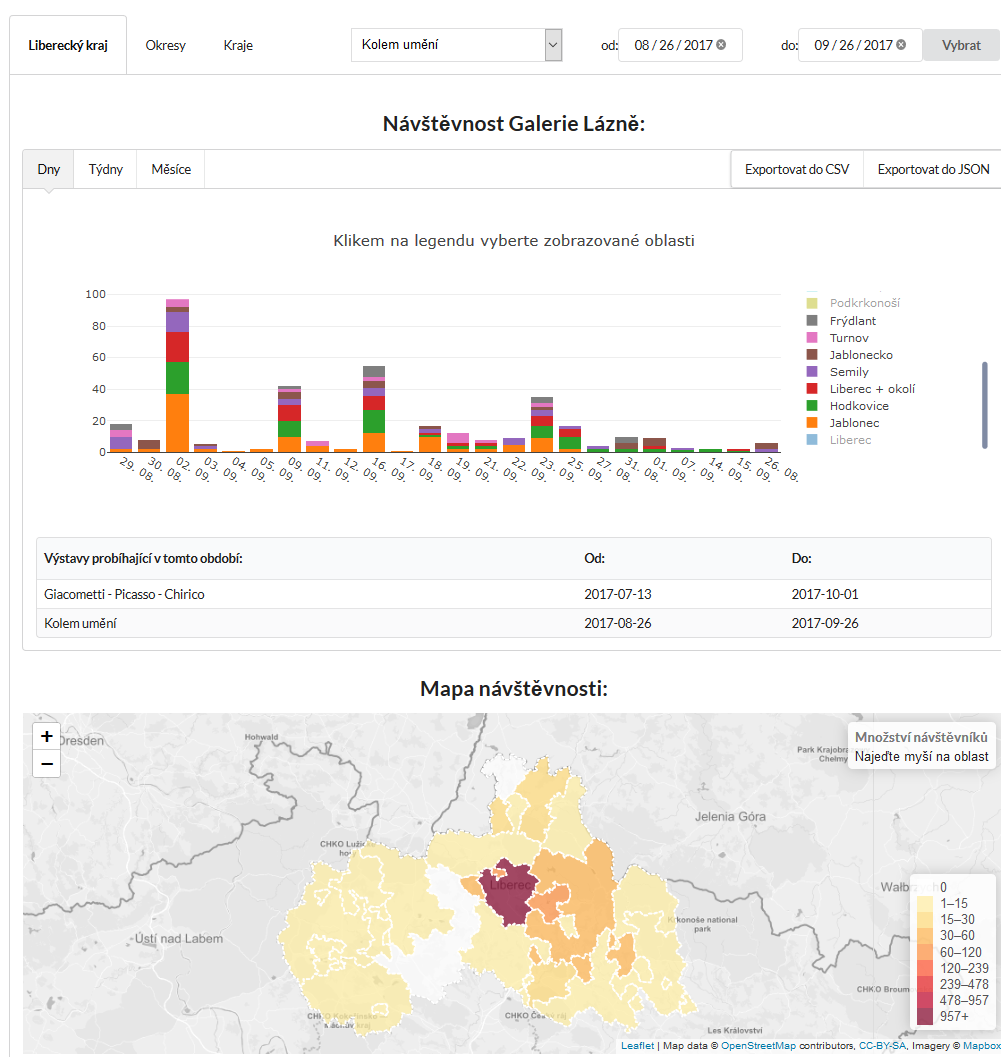 Liberecký kraj Okresy Kraje Kolem umění od: 08 / 26 / 2017 do: 09 / 26 / 2017 Vybrat
Návštěvnost Galerie Lázně:
Dny Týdny Měsíce Exportovat do CSV Exportovat do JSON
Klikem na legendu vyberte zobrazované oblasti
100
80
60
40
20
0
29. 08. 30. 08. 02. 09. 03. 09. 04. 09. 05. 09. 09. 09. 11. 09. 12. 09. 16. 09. 17. 09. 18. 09. 19. 09. 21. 09. 22. 09. 23. 09. 25. 09. 27. 08. 31. 08. 01. 09. 07. 09. 14. 09. 15. 09. 26. 08.
Podkrkonoší
Frýdlant
Turnov
Jablonecko
Semily
Liberec + okolí
Hodkovice
Jablonec
Liberec
Výstavy probíhající v tomto období: Od: Do:
Giacometti - Picasso - Chirico 2017-07-13 2017-10-01
Kolem umění 2017-08-26 2017-09-26
Mapa návštěvnosti:
+
−
Dresden
Hohwald
Park Krajobra
Chelmy
Množství návštěvníků
Najeďte myší na oblast
Jelenia Góra
CHKO Lužic
hory
Liberec
Ústí nad Labem
Krkonoše national
park
CHKO Broum
CHKO Kokořínsko
Máchův kraj
CHKO Český ráj
Les Království
0
1–15
15–30
30–60
60–120
120–239
239–478
478–957
957+
Leaflet | Map data © OpenStreetMap contributors, CC-BY-SA, Imagery © Mapbox